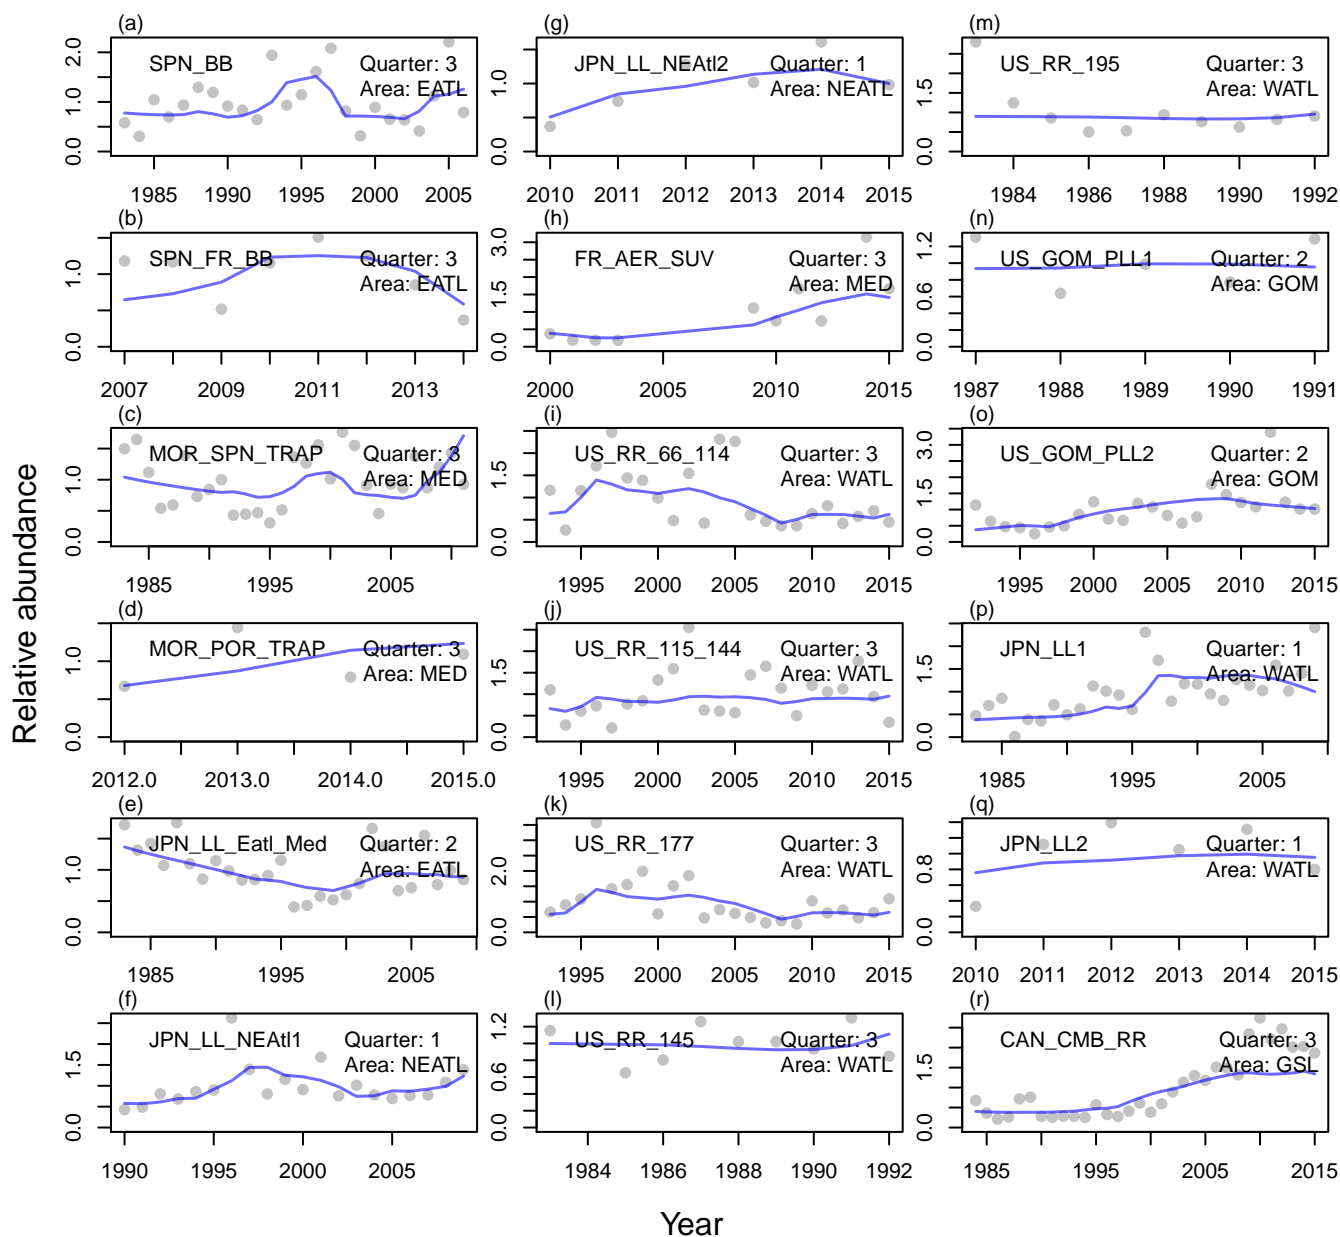 Relative abundance
(a)
SPN_BB
Quarter: 3
Area: EATL
0.0 1.0 2.0
1985 1990 1995 2000 2005
(b)
SPN_FR_BB
Quarter: 3
Area: EATL
0.0 1.0
2007 2009 2011 2013
(c)
MOR_SPN_TRAP
Quarter: 3
Area: MED
0.0 1.0
1985 1995 2005
(d)
MOR_POR_TRAP
Quarter: 3
Area: MED
0.0 1.0
2012.0 2013.0 2014.0 2015.0
(e)
JPN_LL_Eatl_Med
Quarter: 2
Area: EATL
0.0 1.0
1985 1995 2005
(f)
JPN_LL_NEAtl1
Quarter: 1
Area: NEATL
0.0 1.5
1990 1995 2000 2005
(g)
JPN_LL_NEAtl2
Quarter: 1
Area: NEATL
0.0 1.0
2010 2011 2012 2013 2014 2015
(h)
FR_AER_SUV
Quarter: 3
Area: MED
0.0 1.5 3.0
2000 2005 2010 2015
(i)
US_RR_66_114
Quarter: 3
Area: WATL
0.0 1.5
1995 2000 2005 2010 2015
(j)
US_RR_115_144
Quarter: 3
Area: WATL
0.0 1.5
1995 2000 2005 2010 2015
(k)
US_RR_177
Quarter: 3
Area: WATL
0.0 2.0
1995 2000 2005 2010 2015
(l)
US_RR_145
Quarter: 3
Area: WATL
0.0 0.6 1.2
1984 1986 1988 1990 1992
(m)
US_RR_195
Quarter: 3
Area: WATL
0.0 1.5
1984 1986 1988 1990 1992
(n)
US_GOM_PLL1
Quarter: 2
Area: GOM
0.0 0.6 1.2
1987 1988 1989 1990 1991
(o)
US_GOM_PLL2
Quarter: 2
Area: GOM
0.0 1.5 3.0
1995 2000 2005 2010 2015
(p)
JPN_LL1
Quarter: 1
Area: WATL
0.0 1.5
1985 1995 2005
(q)
JPN_LL2
Quarter: 1
Area: WATL
0.0 0.8
2010 2011 2012 2013 2014 2015
(r)
CAN_CMB_RR
Quarter: 3
Area: GSL
0.0 1.5
1985 1995 2005 2015
Year